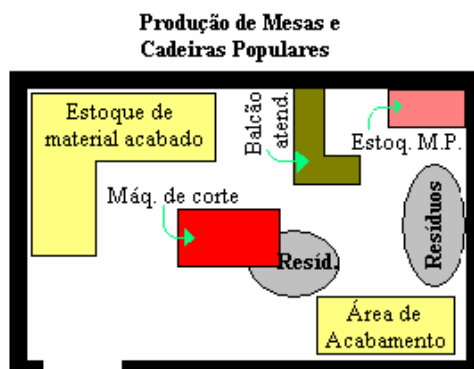 Produção de Mesas e
Cadeiras Populares
Estoque de
material acabado
Balcão
atend.
Estoq. M.P.
Máq. de corte
Resíd.
Resíduos
Área de
Acabamento